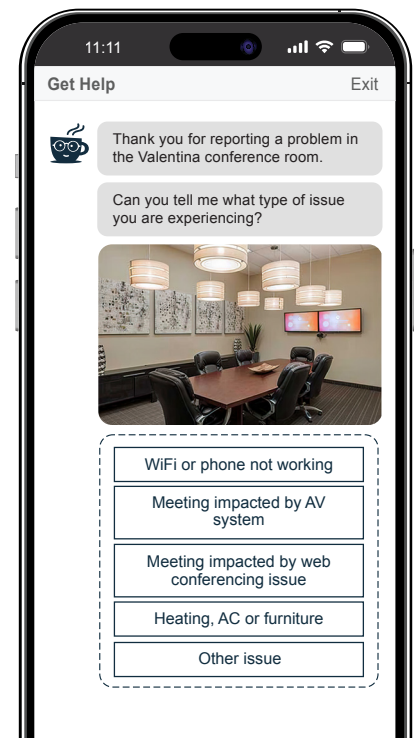 11:11
Get Help
Exit
Thank you for reporting a problem in
the Valentina conference room.
Can you tell me what type of issue
you are experiencing?
WiFi or phone not working
Meeting impacted by AV
system
Meeting impacted by web
conferencing issue
Heating, AC or furniture
Other issue